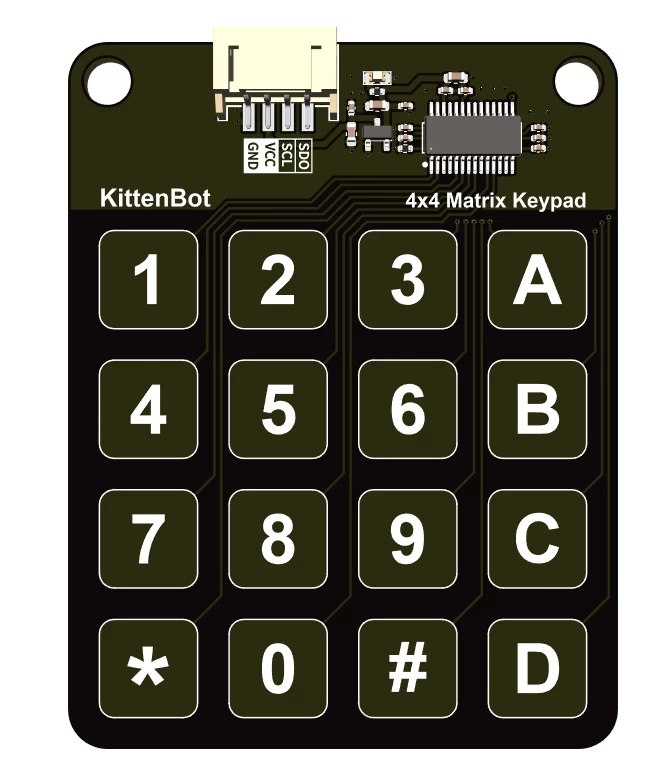 GND VCC SCL SDO
KittenBot
4x4 Matrix Keypad
1 2 3 A
4 5 6 B
7 8 9 C
* 0 # D